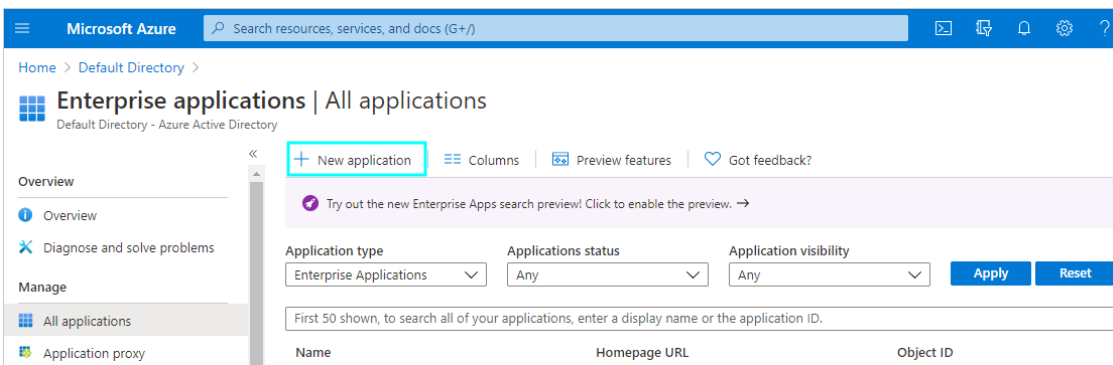 Microsoft Azure
Search resources, services, and docs (G+/)
Home > Default Directory >
Enterprise applications | All applications
Default Directory - Azure Active Directory
«
+ New application
Columns
Preview features
Got feedback?
Overview
Overview
Diagnose and solve problems
Manage
All applications
Application proxy
Try out the new Enterprise Apps search preview! Click to enable the preview. →
Application type
Applications status
Application visibility
Enterprise Applications
Any
Any
Apply
Reset
First 50 shown, to search all of your applications, enter a display name or the application ID.
Name
Homepage URL
Object ID